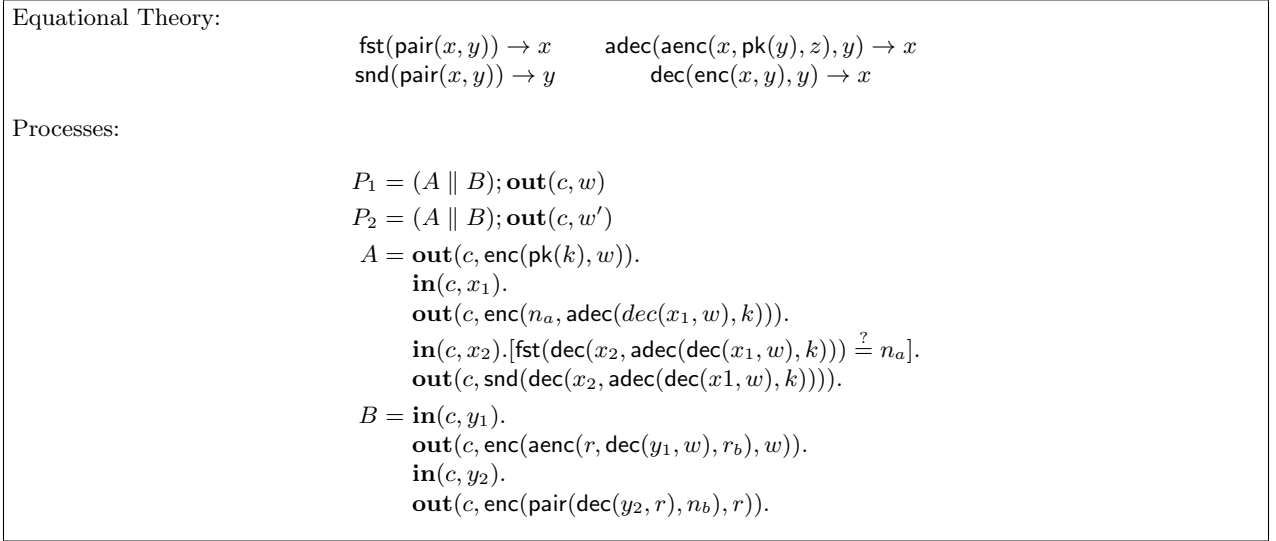 Equational Theory:
fst(pair(x, y)) → x adec(aenc(x, pk(y), z), y) → x
snd(pair(x, y)) → y dec(enc(x, y), y) → x
Processes:
P₁ = (A ∥ B); out(c, w)
P₂ = (A ∥ B); out(c, w′)
A = out(c, enc(pk(k), w)).
in(c, x₁).
out(c, enc(nₐ, adec(dec(x₁, w), k))).
in(c, x₂).[fst(dec(x₂, adec(dec(x₁, w), k))) ≟ nₐ].
out(c, snd(dec(x₂, adec(dec(x1, w), k)))).
B = in(c, y₁).
out(c, enc(aenc(r, dec(y₁, w), r_b), w)).
in(c, y₂).
out(c, enc(pair(dec(y₂, r), n_b), r)).